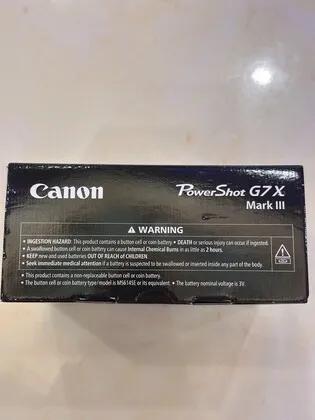 Canon
PowerShot G7 X
Mark III
⚠ WARNING
• INGESTION HAZARD: This product contains a button cell or coin battery • DEATH or serious injury can occur if ingested.
• A swallowed button cell or coin battery can cause Internal Chemical Burns in as little as 2 hours.
• KEEP new and used batteries OUT OF REACH of CHILDREN
• Seek immediate medical attention if a battery is suspected to be swallowed or inserted inside any part of the body.
• This product contains a non-replaceable button cell or coin battery.
• The button cell or coin battery type/model is MS614SE or its equivalent. • The battery nominal voltage is 3V.